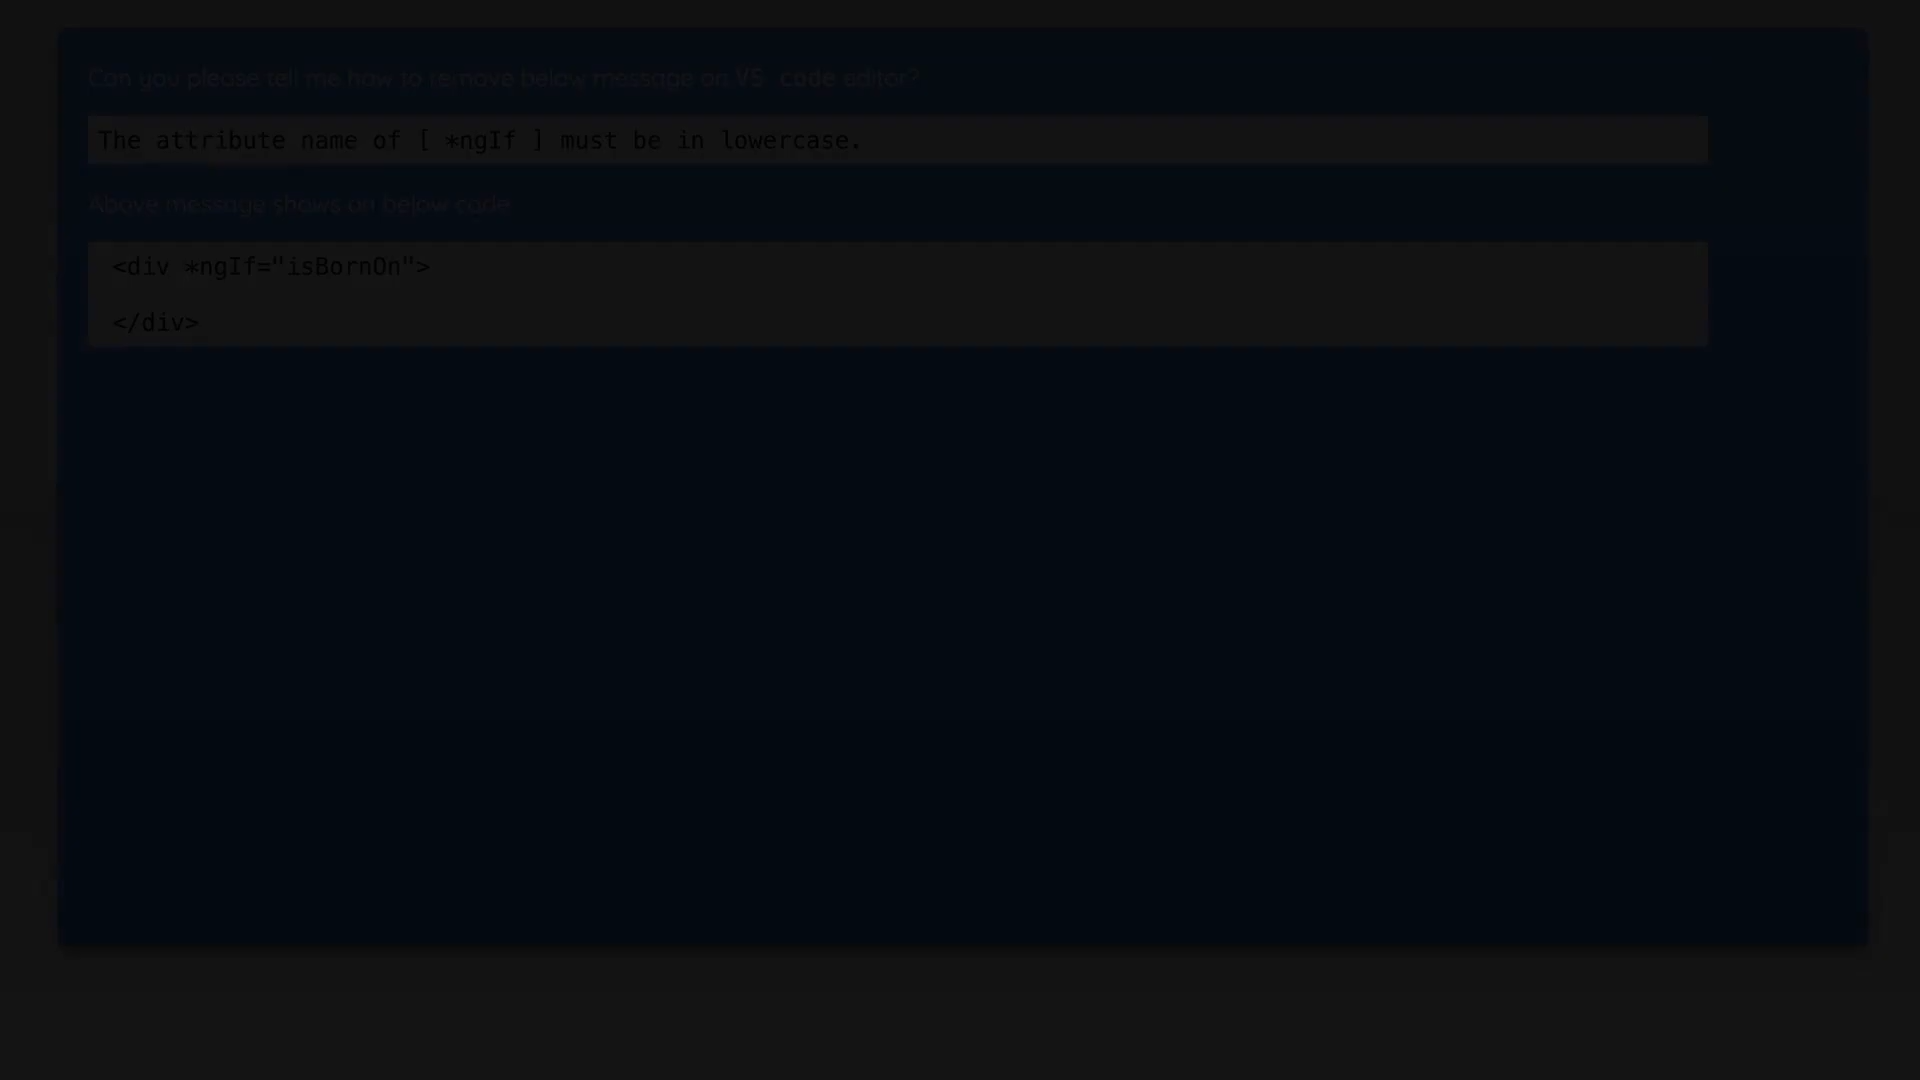 Can you please tell me how to remove below message on VS code editor?
The attribute name of [ *ngIf ] must be in lowercase.
Above message shows on below code
<div *ngIf="isBornOn">
</div>